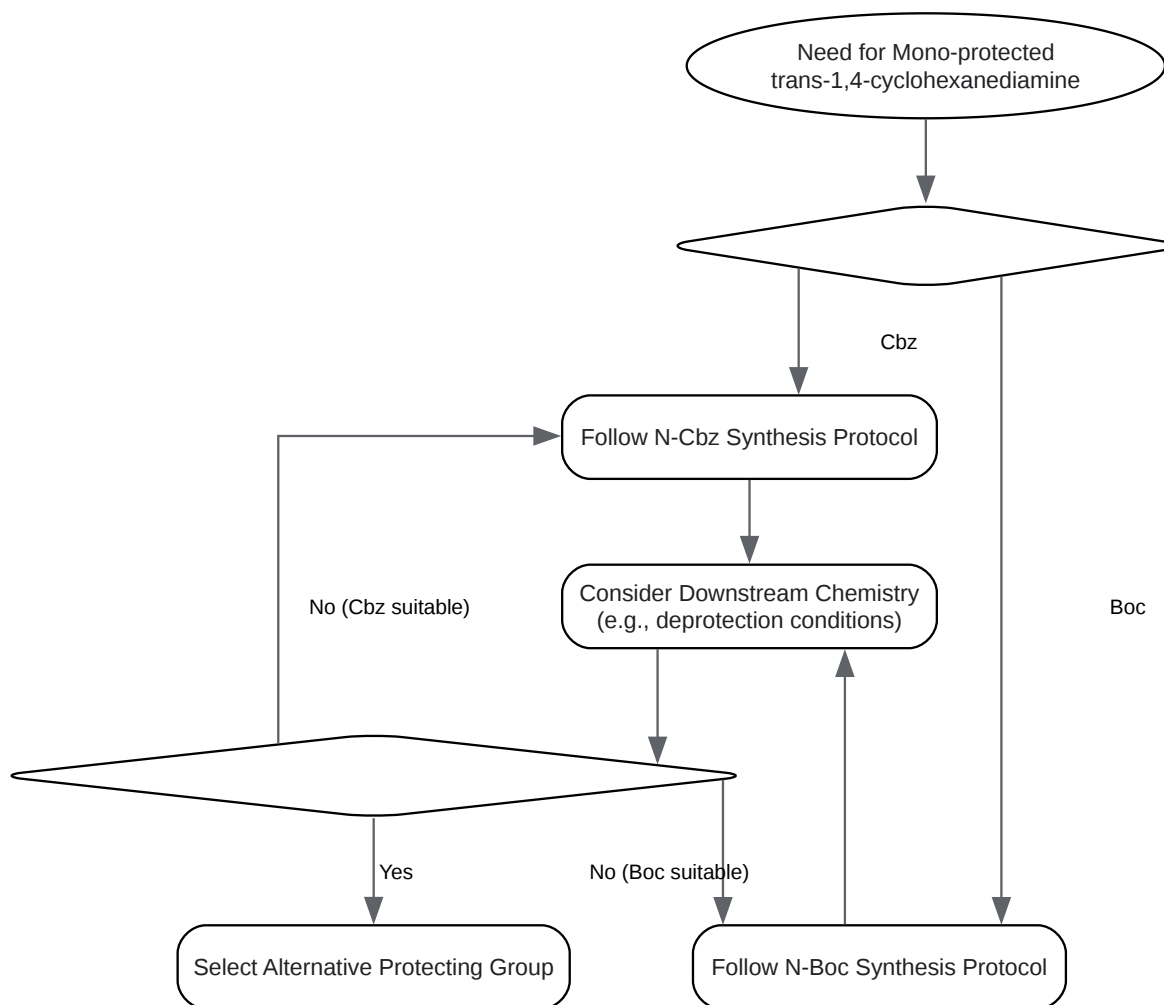 Need for Mono-protected
trans-1,4-cyclohexanediamine
Cbz
Follow N-Cbz Synthesis Protocol
Consider Downstream Chemistry
(e.g., deprotection conditions)
No (Cbz suitable)
Boc
Yes
No (Boc suitable)
Select Alternative Protecting Group
Follow N-Boc Synthesis Protocol